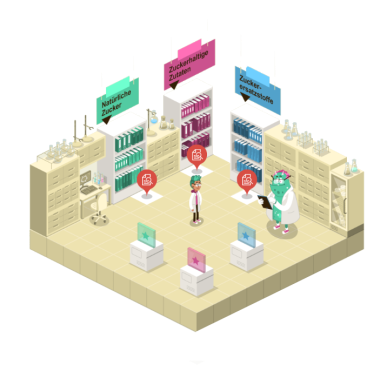 Natürliche
Zucker
Zuckerhaltige
Zutaten
Zucker-
ersatzstoffe